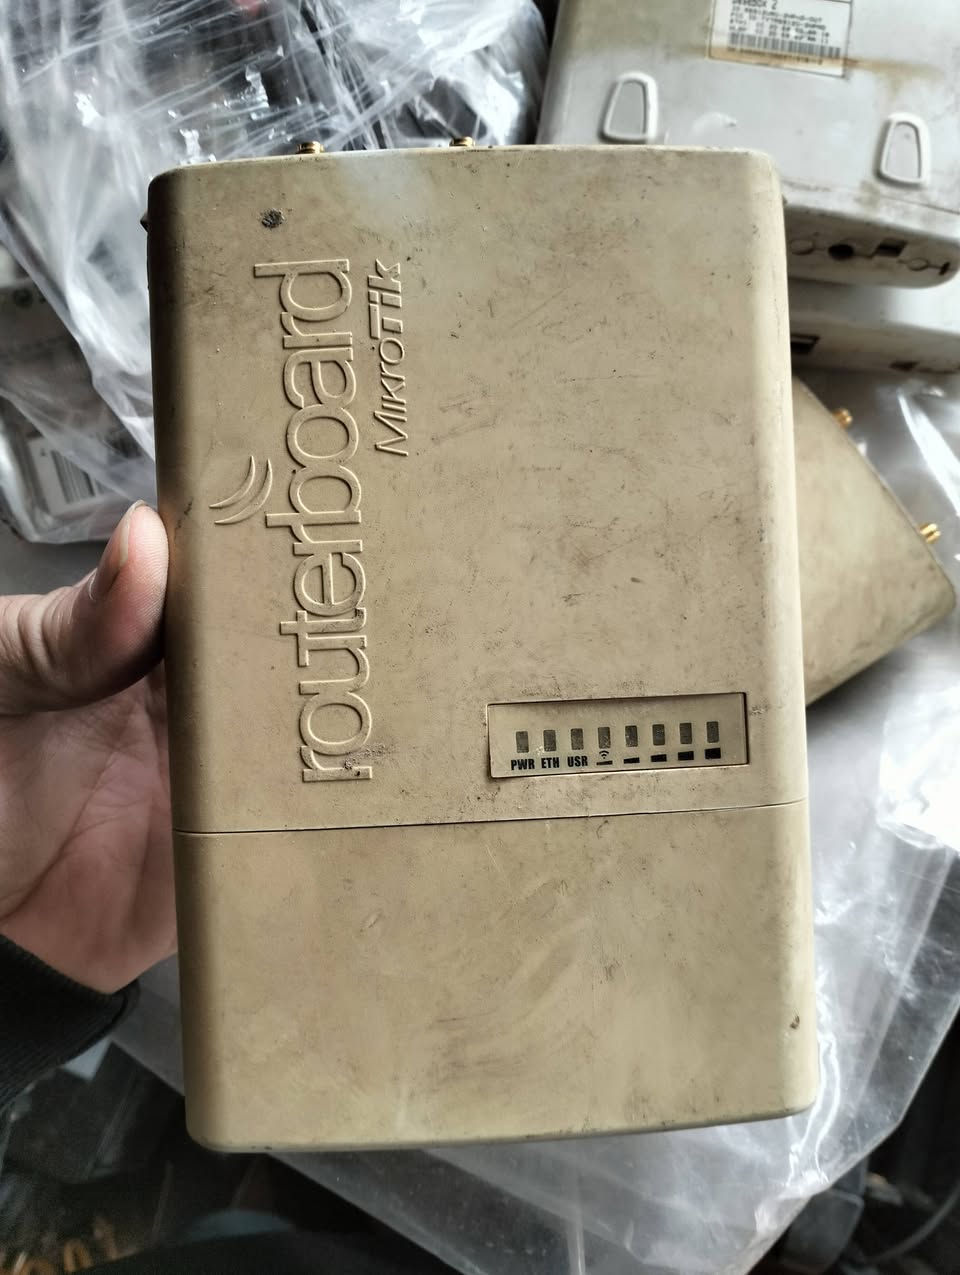 routerboard
MikroTik
PWR ETH USR